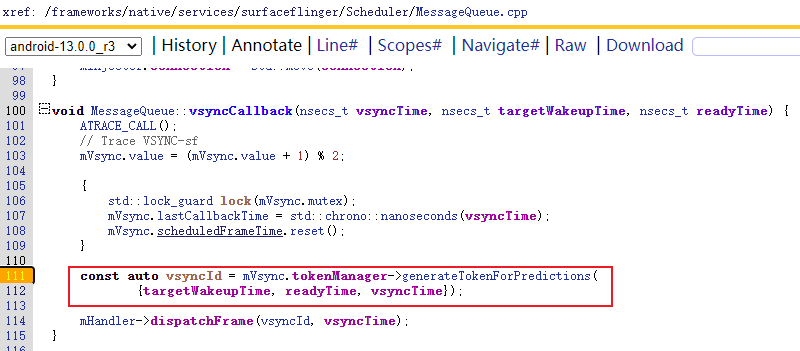 xref: /frameworks/native/services/surfaceflinger/Scheduler/MessageQueue.cpp
android-13.0.0_r3 | History | Annotate | Line# | Scopes# | Navigate# | Raw | Download
98 }
99
100 void MessageQueue::vsyncCallback(nsecs_t vsyncTime, nsecs_t targetWakeupTime, nsecs_t readyTime) {
101 ATRACE_CALL();
102 // Trace VSYNC-sf
103 mVsync.value = (mVsync.value + 1) % 2;
104
105 {
106 std::lock_guard lock(mVsync.mutex);
107 mVsync.lastCallbackTime = std::chrono::nanoseconds(vsyncTime);
108 mVsync.scheduledFrameTime.reset();
109 }
110
111 const auto vsyncId = mVsync.tokenManager->generateTokenForPredictions(
112 {targetWakeupTime, readyTime, vsyncTime});
113
114 mHandler->dispatchFrame(vsyncId, vsyncTime);
115 }
116